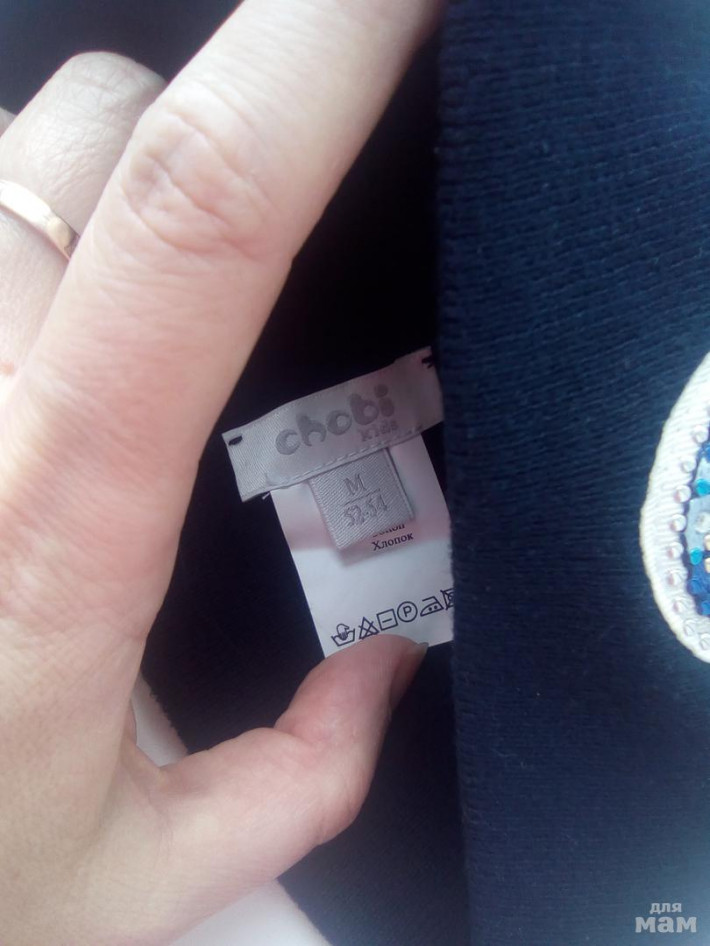 chobi
kids
M
52-54
Хлопок
P
для
мам